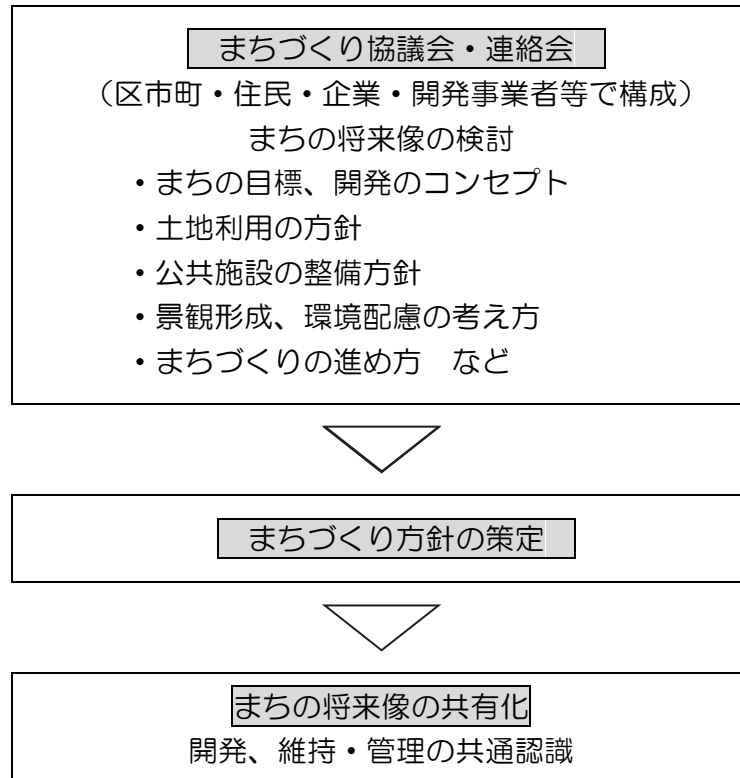 まちづくり協議会・連絡会
（区市町・住民・企業・開発事業者等で構成）
まちの将来像の検討
・まちの目標、開発のコンセプト
・土地利用の方針
・公共施設の整備方針
・景観形成、環境配慮の考え方
・まちづくりの進め方　など
まちづくり方針の策定
まちの将来像の共有化
開発、維持・管理の共通認識